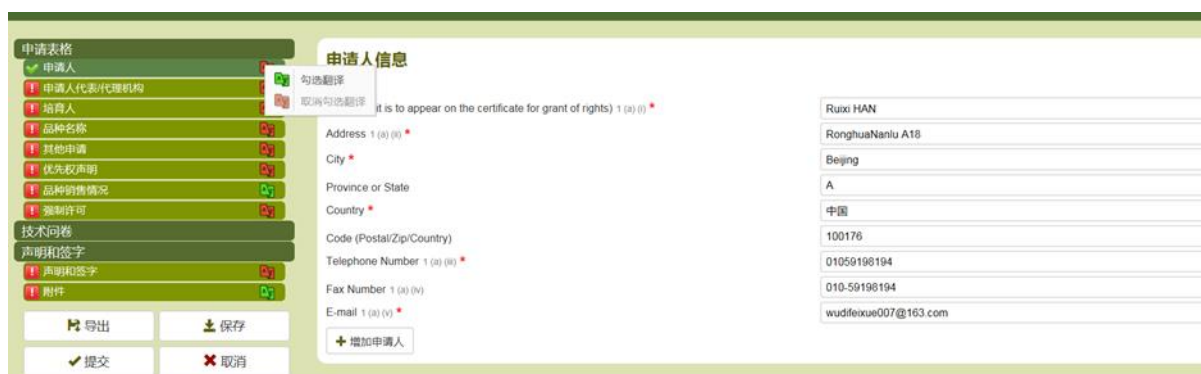 申请表格
申请人
申请人代表/代理机构
培育人
品种名称
其他申请
优先权声明
品种销售情况
强制许可
技术问卷
声明和签字
声明和签字
附件
导出
保存
提交
取消
勾选翻译
取消勾选翻译
申请人信息
it is to appear on the certificate for grant of rights) 1 (a) (i) * Ruixi HAN
Address 1 (a) (ii) * RonghuaNanlu A18
City * Beijing
Province or State A
Country * 中国
Code (Postal/Zip/Country) 100176
Telephone Number 1 (a) (iii) * 01059198194
Fax Number 1 (a) (iv) 010-59198194
E-mail 1 (a) (v) * wudifeixue007@163.com
增加申请人